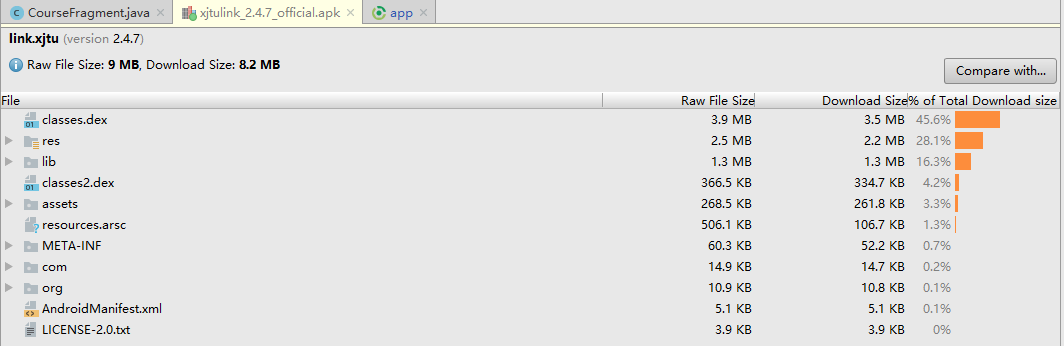 CourseFragment.java xjtulink_2.4.7_official.apk app
link.xjtu (version 2.4.7)
Raw File Size: 9 MB, Download Size: 8.2 MB
Compare with...
File Raw File Size Download Size % of Total Download size
classes.dex 3.9 MB 3.5 MB 45.6%
res 2.5 MB 2.2 MB 28.1%
lib 1.3 MB 1.3 MB 16.3%
classes2.dex 366.5 KB 334.7 KB 4.2%
assets 268.5 KB 261.8 KB 3.3%
resources.arsc 506.1 KB 106.7 KB 1.3%
META-INF 60.3 KB 52.2 KB 0.7%
com 14.9 KB 14.7 KB 0.2%
org 10.9 KB 10.8 KB 0.1%
AndroidManifest.xml 5.1 KB 5.1 KB 0.1%
LICENSE-2.0.txt 3.9 KB 3.9 KB 0%